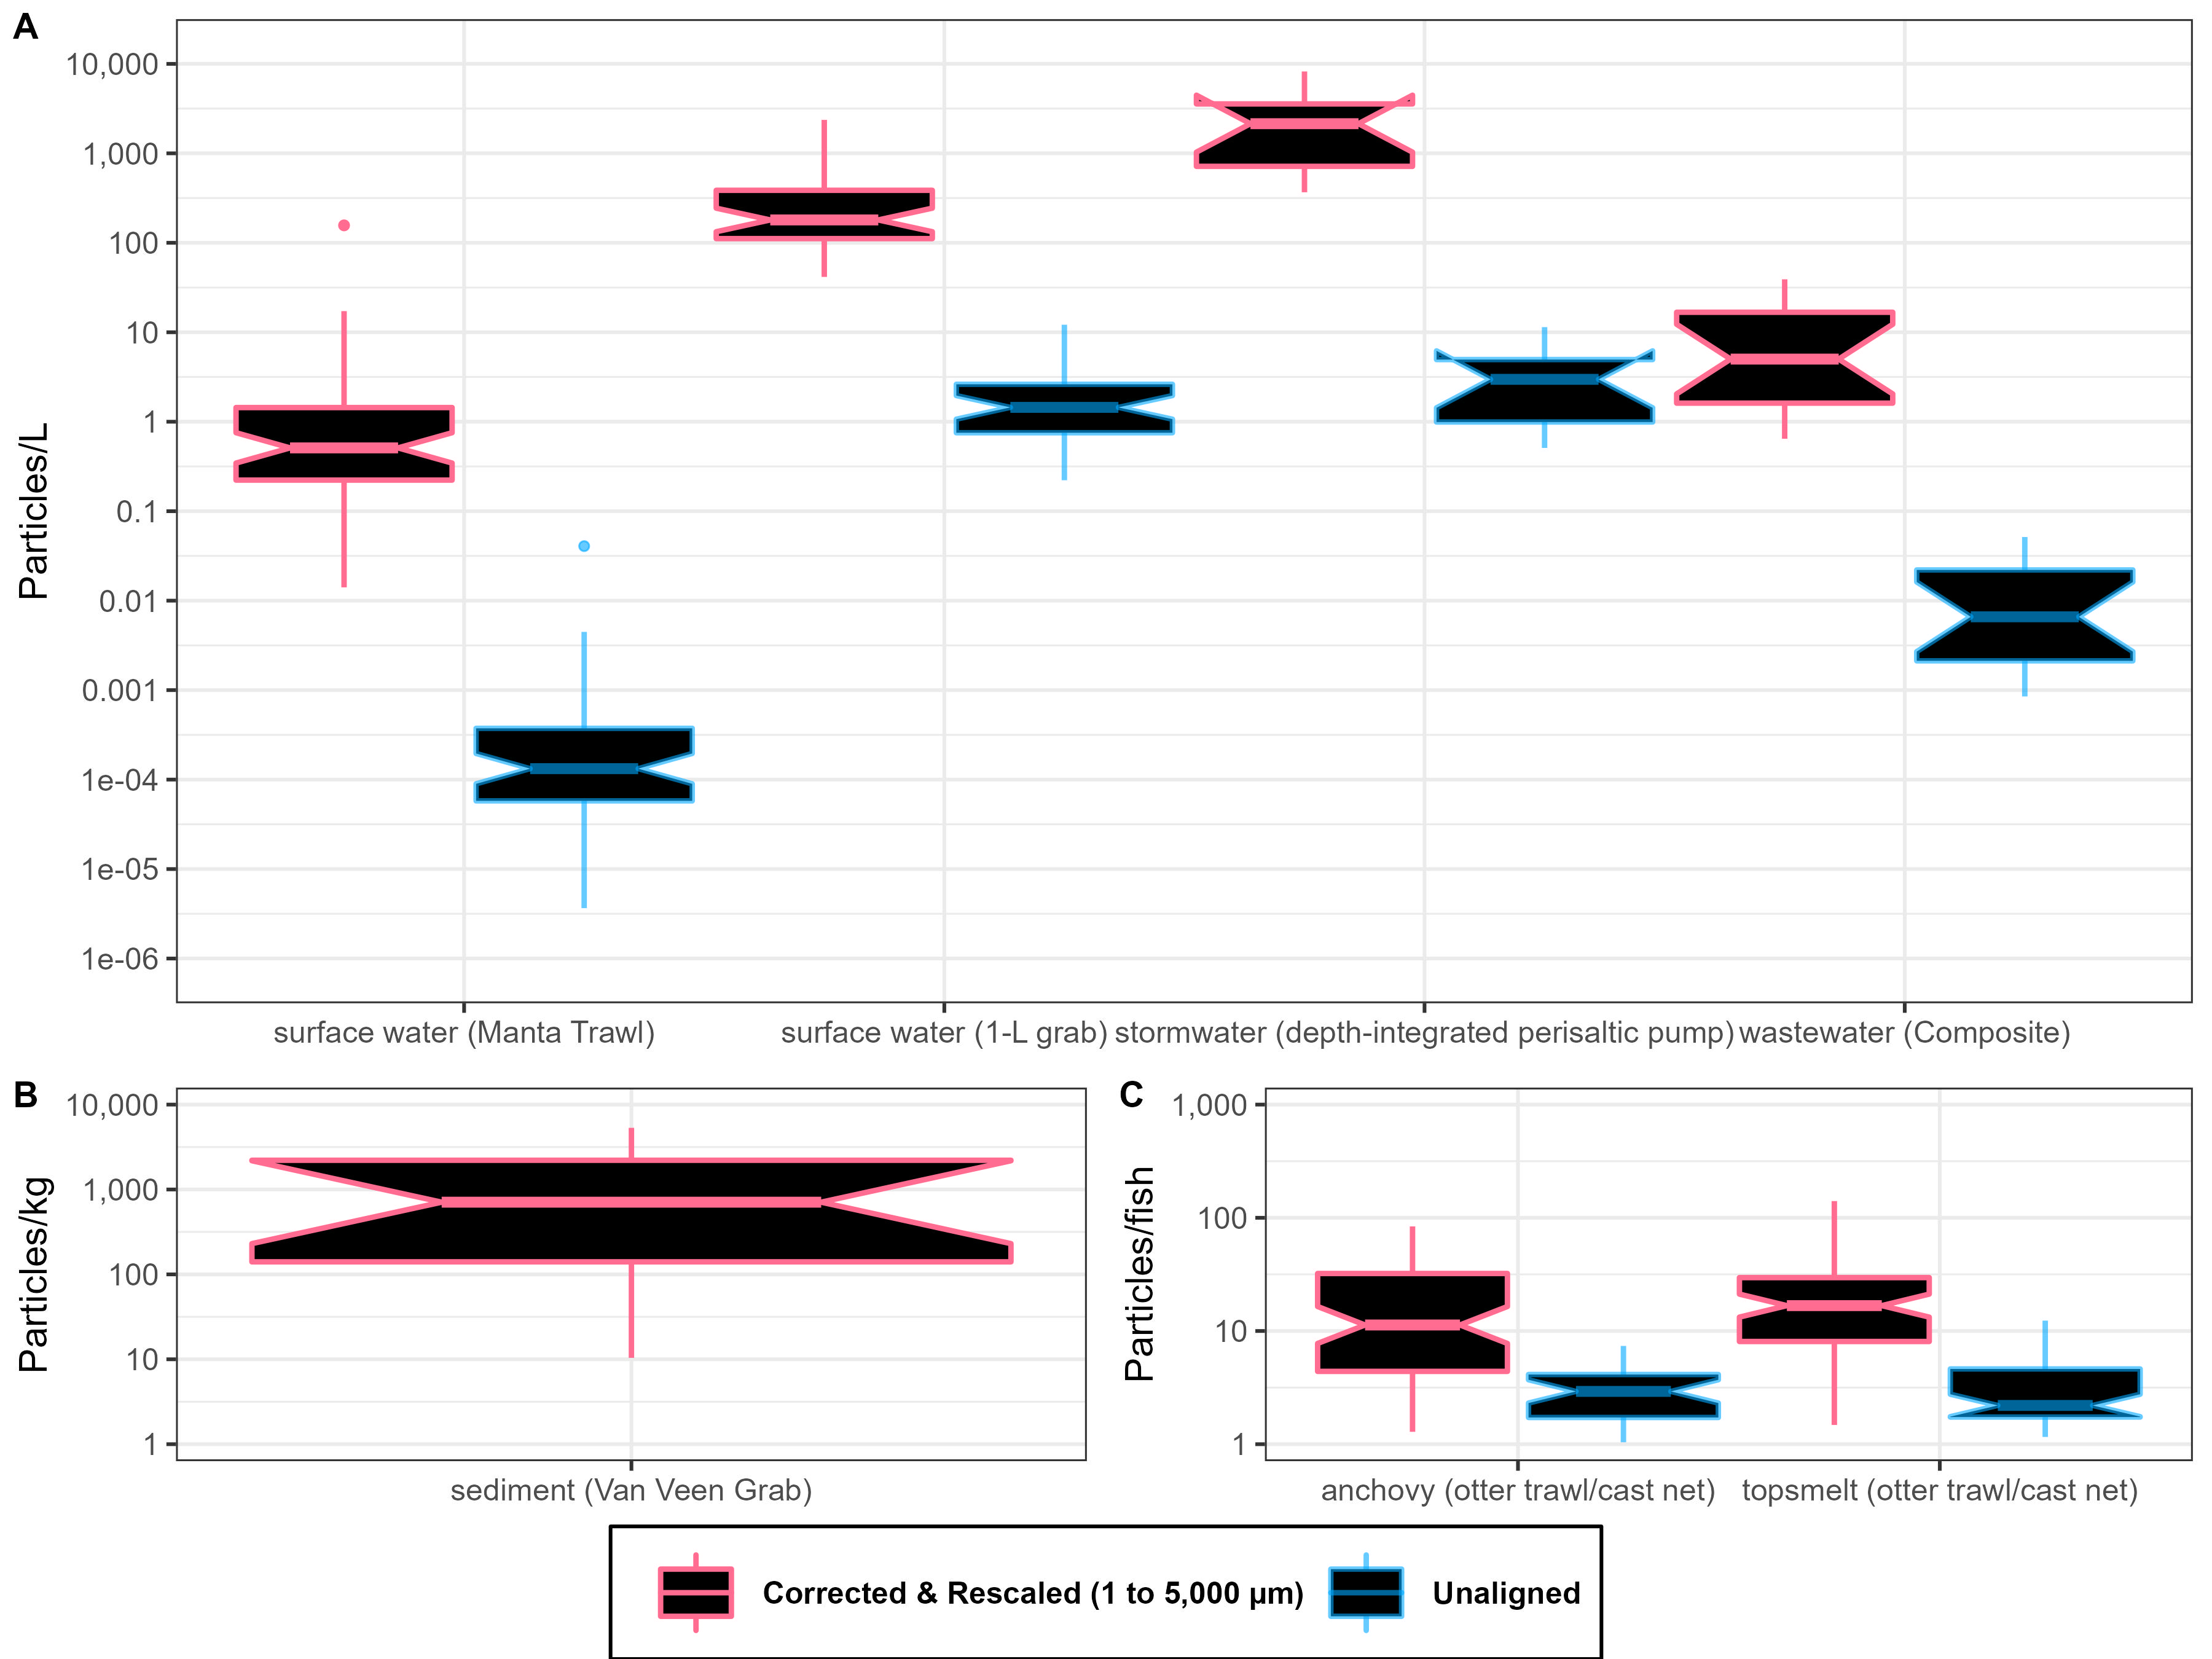 A
10,000
1,000
100
10
1
0.1
0.01
0.001
1e-04
1e-05
1e-06
Particles/L
surface water (Manta Trawl)
surface water (1-L grab)
stormwater (depth-integrated perisaltic pump)
wastewater (Composite)
B
10,000
1,000
100
10
1
Particles/kg
sediment (Van Veen Grab)
C
1,000
100
10
1
Particles/fish
anchovy (otter trawl/cast net)
topsmelt (otter trawl/cast net)
Corrected & Rescaled (1 to 5,000 μm)
Unaligned